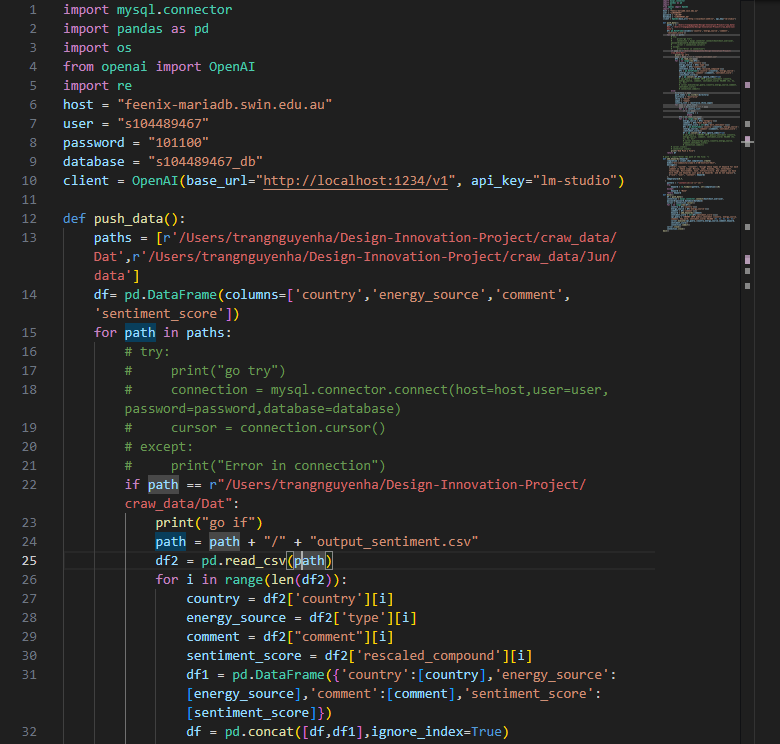 1 import mysql.connector
2 import pandas as pd
3 import os
4 from openai import OpenAI
5 import re
6 host = "feenix-mariadb.swin.edu.au"
7 user = "s104489467"
8 password = "101100"
9 database = "s104489467_db"
10 client = OpenAI(base_url="http://localhost:1234/v1", api_key="lm-studio")
11
12 def push_data():
13 paths = [r'/Users/trangnguyenha/Design-Innovation-Project/craw_data/
Dat',r'/Users/trangnguyenha/Design-Innovation-Project/craw_data/Jun/
data']
14 df= pd.DataFrame(columns=['country','energy_source','comment',
'sentiment_score'])
15 for path in paths:
16 # try:
17 #     print("go try")
18 #     connection = mysql.connector.connect(host=host,user=user,
password=password,database=database)
19 #     cursor = connection.cursor()
20 # except:
21 #     print("Error in connection")
22 if path == r"/Users/trangnguyenha/Design-Innovation-Project/
craw_data/Dat":
23 print("go if")
24 path = path + "/" + "output_sentiment.csv"
25 df2 = pd.read_csv(path)
26 for i in range(len(df2)):
27 country = df2['country'][i]
28 energy_source = df2['type'][i]
29 comment = df2["comment"][i]
30 sentiment_score = df2['rescaled_compound'][i]
31 df1 = pd.DataFrame({'country':[country],'energy_source':
[energy_source],'comment':[comment],'sentiment_score':
[sentiment_score]})
32 df = pd.concat([df,df1],ignore_index=True)